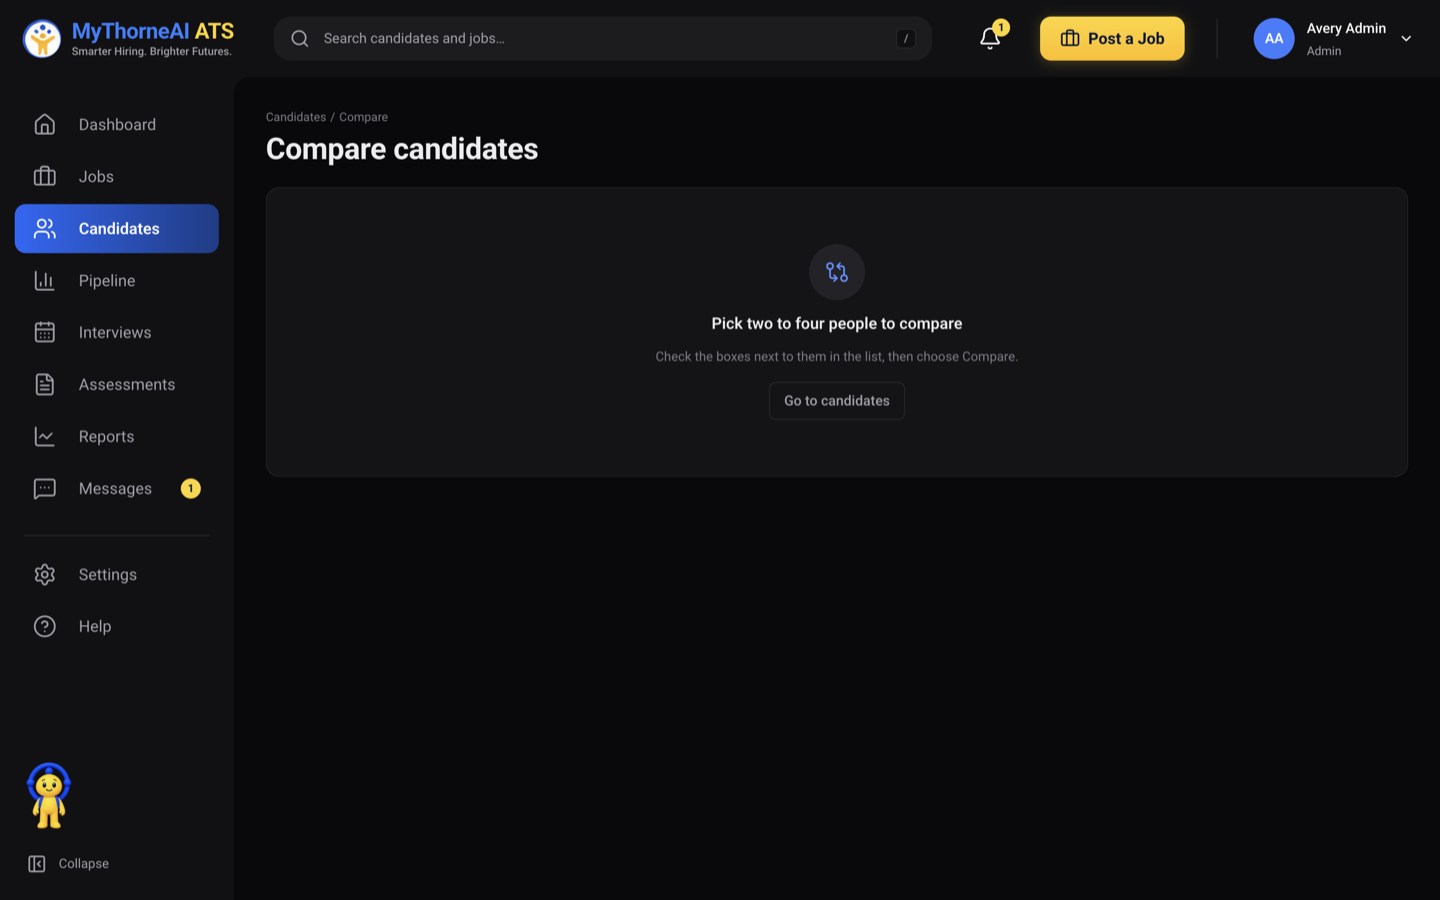 MyThorneAI ATS
Smarter Hiring. Brighter Futures.
Search candidates and jobs...
/
1
Post a Job
AA
Avery Admin
Admin
Dashboard
Jobs
Candidates
Pipeline
Interviews
Assessments
Reports
Messages
1
Settings
Help
Collapse
Candidates / Compare
Compare candidates
Pick two to four people to compare
Check the boxes next to them in the list, then choose Compare.
Go to candidates